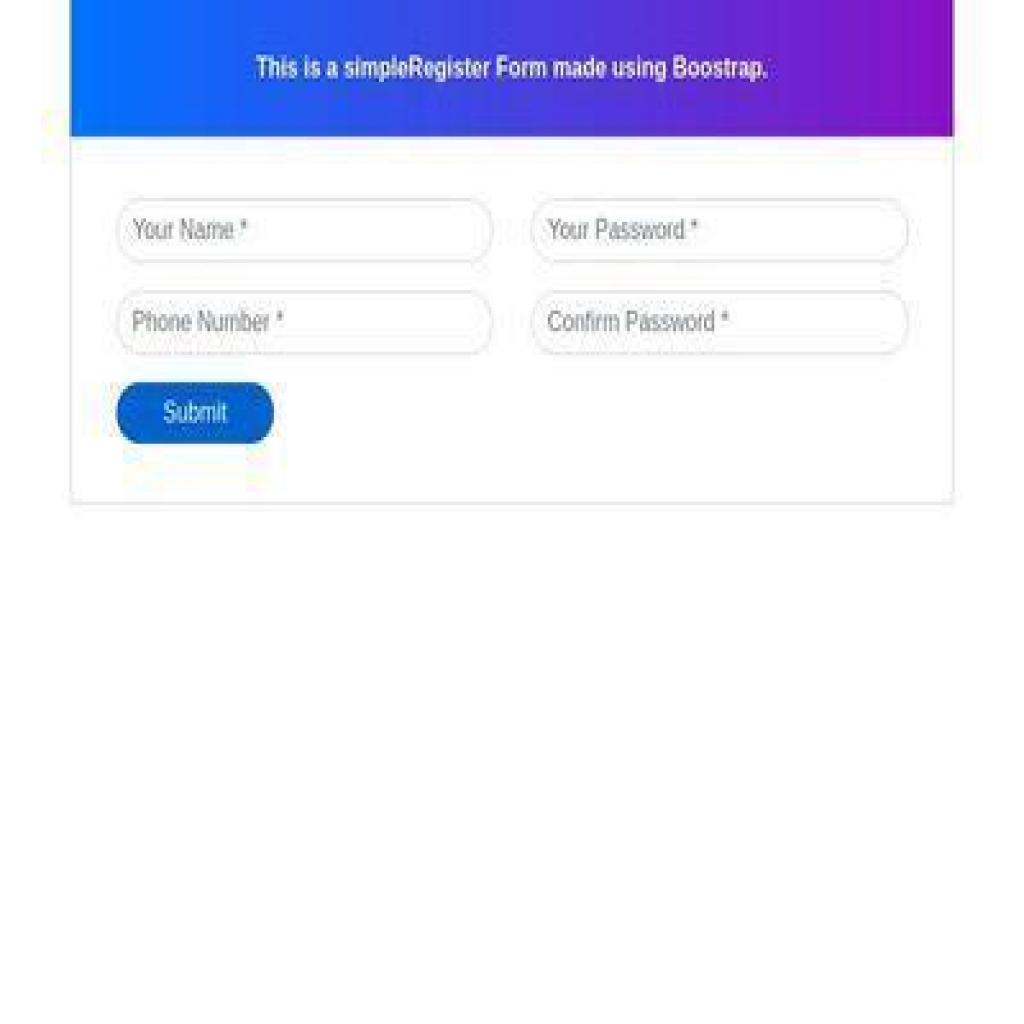 This is a simpleRegister Form made using Boostrap.
Your Name *
Your Password *
Phone Number *
Confirm Password *
Submit